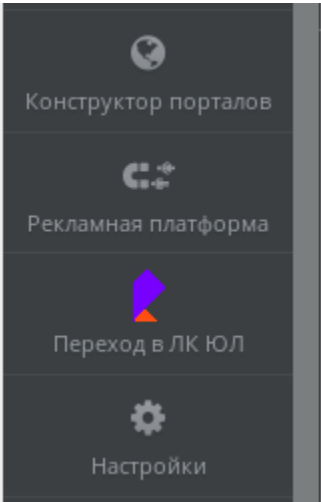 Конструктор порталов
Рекламная платформа
Переход в ЛК ЮЛ
Настройки